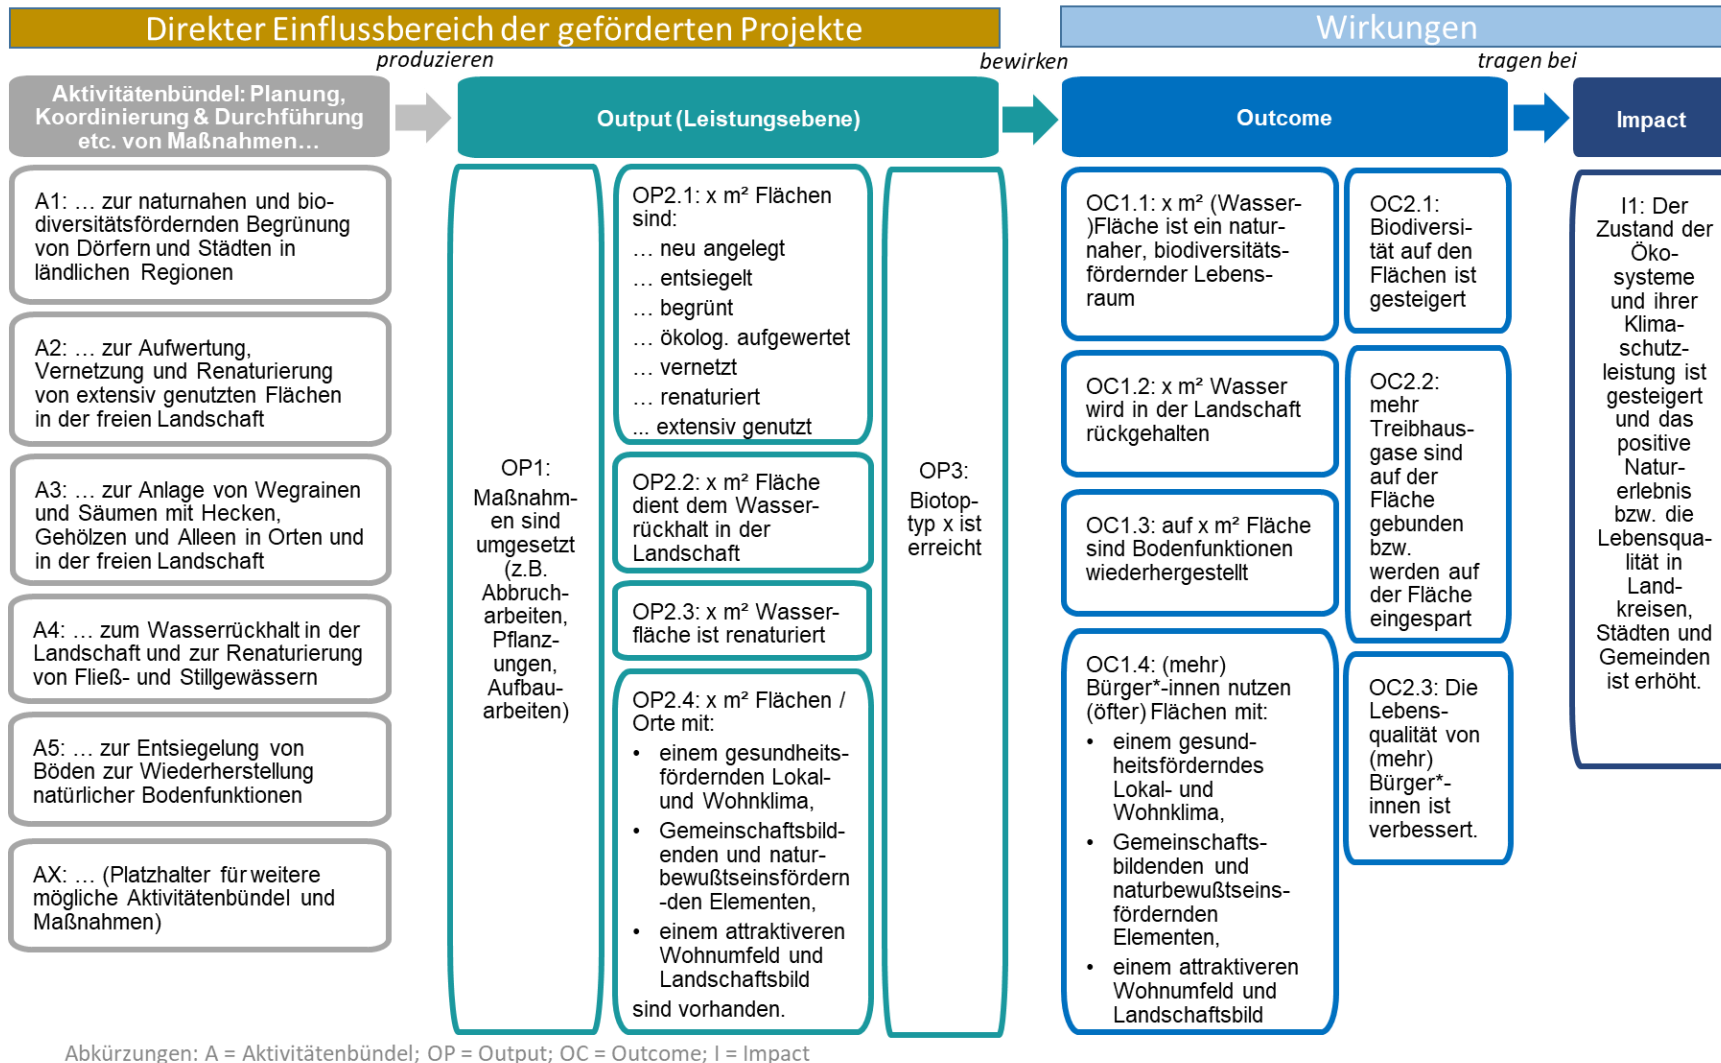 Direkter Einflussbereich der geförderten Projekte
Wirkungen
produzieren
bewirken
tragen bei
Aktivitätenbündel: Planung,
Koordinierung & Durchführung
etc. von Maßnahmen…
Output (Leistungsebene)
Outcome
Impact
A1: … zur naturnahen und bio-
diversitätsfördernden Begrünung
von Dörfern und Städten in
ländlichen Regionen
A2: … zur Aufwertung,
Vernetzung und Renaturierung
von extensiv genutzten Flächen
in der freien Landschaft
A3: … zur Anlage von Wegrainen
und Säumen mit Hecken,
Gehölzen und Alleen in Orten und
in der freien Landschaft
A4: … zum Wasserrückhalt in der
Landschaft und zur Renaturierung
von Fließ- und Stillgewässern
A5: … zur Entsiegelung von
Böden zur Wiederherstellung
natürlicher Bodenfunktionen
AX: … (Platzhalter für weitere
mögliche Aktivitätenbündel und
Maßnahmen)
OP1:
Maßnahm-
en sind
umgesetzt
(z.B.
Abbruch-
arbeiten,
Pflanz-
ungen,
Aufbau-
arbeiten)
OP2.1: x m² Flächen
sind:
… neu angelegt
… entsiegelt
… begrünt
… ökolog. aufgewertet
… vernetzt
… renaturiert
... extensiv genutzt
OP2.2: x m² Fläche
dient dem Wasser-
rückhalt in der
Landschaft
OP2.3: x m² Wasser-
fläche ist renaturiert
OP2.4: x m² Flächen /
Orte mit:
• einem gesundheits-
fördernden Lokal-
und Wohnklima,
• Gemeinschaftsbild-
enden und natur-
bewußtseinsfördern
-den Elementen,
• einem attraktiveren
Wohnumfeld und
Landschaftsbild
sind vorhanden.
OP3:
Biotop-
typ x ist
erreicht
OC1.1: x m² (Wasser-
)Fläche ist ein natur-
naher, biodiversitäts-
fördernder Lebens-
raum
OC1.2: x m² Wasser
wird in der Landschaft
rückgehalten
OC1.3: auf x m² Fläche
sind Bodenfunktionen
wiederhergestellt
OC1.4: (mehr)
Bürger*-innen nutzen
(öfter) Flächen mit:
• einem gesund-
heitsförderndes
Lokal- und
Wohnklima,
• Gemeinschafts-
bildenden und
naturbewußtseins-
fördernden
Elementen,
• einem attraktiveren
Wohnumfeld und
Landschaftsbild
OC2.1:
Biodiversi-
tät auf den
Flächen ist
gesteigert
OC2.2:
mehr
Treibhaus-
gase sind
auf der
Fläche
gebunden
bzw.
werden auf
der Fläche
eingespart
OC2.3: Die
Lebens-
qualität von
(mehr)
Bürger*-
innen ist
verbessert.
I1: Der
Zustand der
Öko-
systeme
und ihrer
Klima-
schutz-
leistung ist
gesteigert
und das
positive
Natur-
erlebnis
bzw. die
Lebensqua-
lität in
Land-
kreisen,
Städten und
Gemeinden
ist erhöht.
Abkürzungen: A = Aktivitätenbündel; OP = Output; OC = Outcome; I = Impact